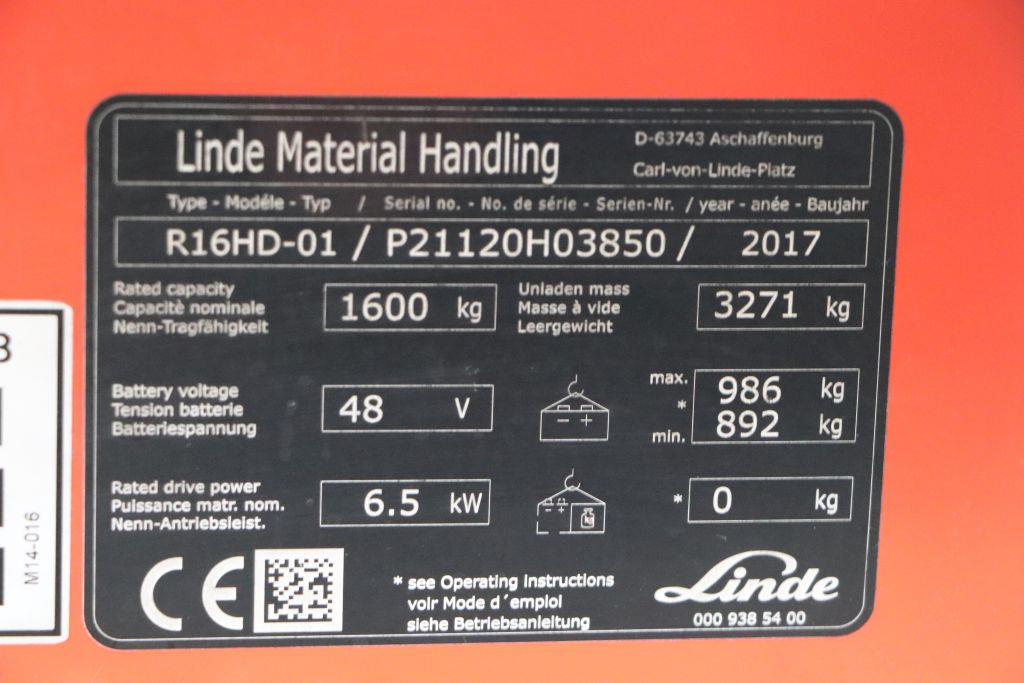 Linde Material Handling
D-63743 Aschaffenburg
Carl-von-Linde-Platz
Type - Modéle - Typ / Serial no. - No. de série - Serien-Nr. / year - anée - Baujahr
R16HD-01 / P21120H03850 / 2017
Rated capacity
Capacitè nominale
Nenn-Tragfähigkeit
1600 kg
Unladen mass
Masse à vide
Leergewicht
3271 kg
Battery voltage
Tension batterie
Batteriespannung
48 V
- +
max. 986 kg
*
min. 892 kg
Rated drive power
Puissance matr. nom.
Nenn-Antriebsleist.
6.5 kW
- +
kg
* 0 kg
CE
* see Operating instructions
voir Mode d´emploi
siehe Betriebsanleitung
Linde
000 938 54 00
M14-016